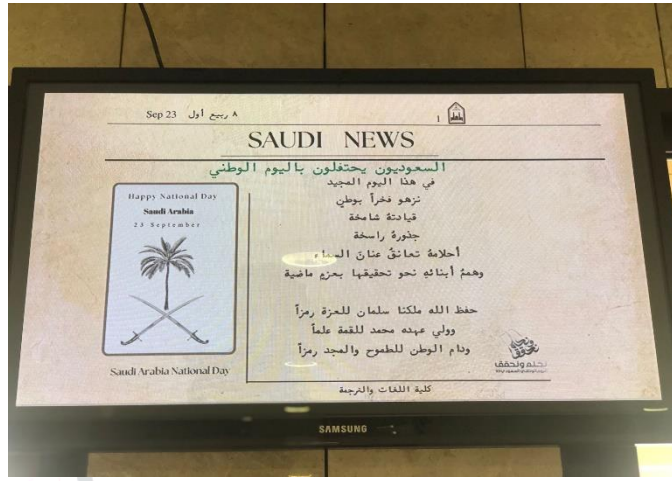 ٨ ربيع أول Sep 23
1
SAUDI NEWS
السعوديون يحتفلون باليوم الوطني
Happy National Day
Saudi Arabia
23 September
Saudi Arabia National Day
في هذا اليوم المجيد
نزهو فخراً بوطنٍ
قيادتهُ شامخة
جذورهُ راسخة
أحلامهُ تعانقُ عنانَ السماء
وهممُ أبنائهِ نحو تحقيقها بعزمٍ ماضية
حفظ الله ملكنا سلمان للعزة رمزاً
وولي عهده محمد للقمة علماً
ودام الوطن للطموح والمجد رمزاً
نحلم ونحقق
كلية اللغات والترجمة
SAMSUNG